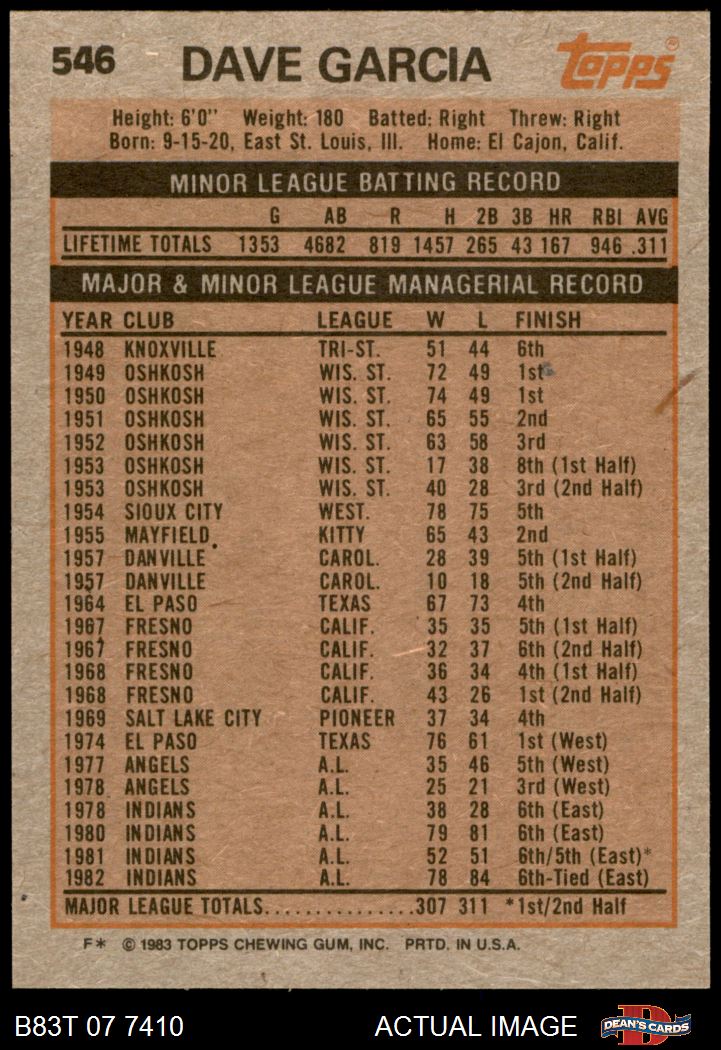 546 DAVE GARCIA topps®
Height: 6'0" Weight: 180 Batted: Right Threw: Right
Born: 9-15-20, East St. Louis, Ill. Home: El Cajon, Calif.
MINOR LEAGUE BATTING RECORD
G AB R H 2B 3B HR RBI AVG
LIFETIME TOTALS 1353 4682 819 1457 265 43 167 946 .311
MAJOR & MINOR LEAGUE MANAGERIAL RECORD
YEAR CLUB LEAGUE W L FINISH
1948 KNOXVILLE TRI-ST. 51 44 6th
1949 OSHKOSH WIS. ST. 72 49 1st
1950 OSHKOSH WIS. ST. 74 49 1st
1951 OSHKOSH WIS. ST. 65 55 2nd
1952 OSHKOSH WIS. ST. 63 58 3rd
1953 OSHKOSH WIS. ST. 17 38 8th (1st Half)
1953 OSHKOSH WIS. ST. 40 28 3rd (2nd Half)
1954 SIOUX CITY WEST. 78 75 5th
1955 MAYFIELD KITTY 65 43 2nd
1957 DANVILLE CAROL. 28 39 5th (1st Half)
1957 DANVILLE CAROL. 10 18 5th (2nd Half)
1964 EL PASO TEXAS 67 73 4th
1967 FRESNO CALIF. 35 35 5th (1st Half)
1967 FRESNO CALIF. 32 37 6th (2nd Half)
1968 FRESNO CALIF. 36 34 4th (1st Half)
1968 FRESNO CALIF. 43 26 1st (2nd Half)
1969 SALT LAKE CITY PIONEER 37 34 4th
1974 EL PASO TEXAS 76 61 1st (West)
1977 ANGELS A.L. 35 46 5th (West)
1978 ANGELS A.L. 25 21 3rd (West)
1978 INDIANS A.L. 38 28 6th (East)
1980 INDIANS A.L. 79 81 6th (East)
1981 INDIANS A.L. 52 51 6th/5th (East)*
1982 INDIANS A.L. 78 84 6th-Tied (East)
MAJOR LEAGUE TOTALS...............307 311 *1st/2nd Half
F* © 1983 TOPPS CHEWING GUM, INC. PRTD. IN U.S.A.
B83T 07 7410 ACTUAL IMAGE D DEAN'S CARDS